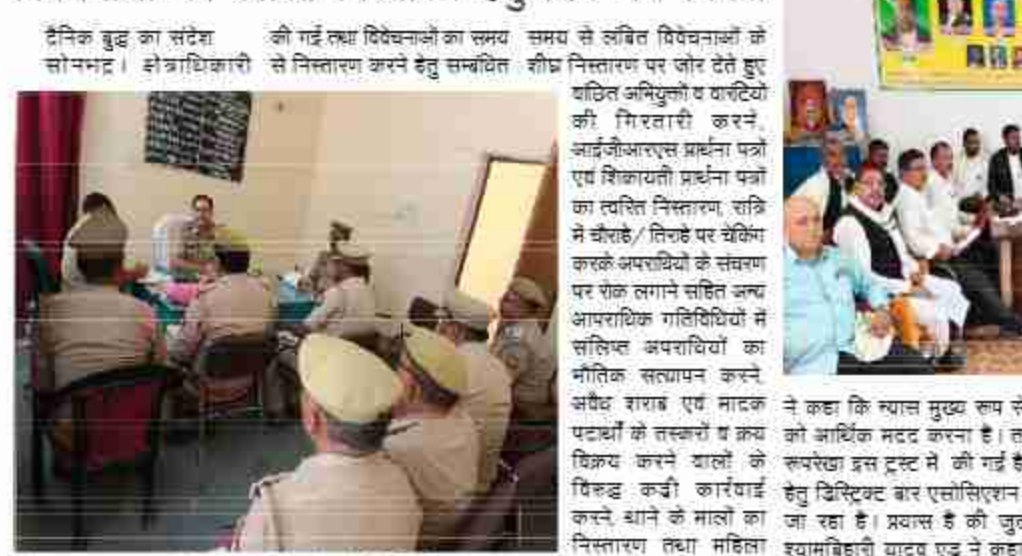 दैनिक बुद्ध का संदेश
सोनभद्र। क्षेत्राधिकारी
की गई तथा विवेचनाओं का समय
से निस्तारण करने हेतु सम्बंधित
समय से लंबित विवेचनाओं के
शीघ्र निस्तारण पर जोर देते हुए
वांछित अभियुक्तों व वारंटियों
की गिरतारी करने,
आईजीआरएस प्रार्थना पत्रों
एवं शिकायती प्रार्थना पत्रों
का त्वरित निस्तारण, रात्रि
में चौराहे/तिराहे पर चेकिंग
करके अपराधियों के संचरण
पर रोक लगाने सहित अन्य
आपराधिक गतिविधियों में
संलिप्त अपराधियों का
भौतिक सत्यापन करने,
अवैध शराब एवं मादक
पदार्थों के तस्करों व क्रय
विक्रय करने वालों के
विरुद्ध कड़ी कार्रवाई
करने, थाने के मालों का
निस्तारण तथा महिला
ने कहा कि न्यास मुख्य रूप से
को आर्थिक मदद करना है। त
रूपरेखा इस ट्रस्ट में की गई है
हेतु डिस्ट्रिक्ट बार एसोसिएशन
जा रहा है। प्रयास है की जु
श्यामबिहारी यादव एड ने कहा